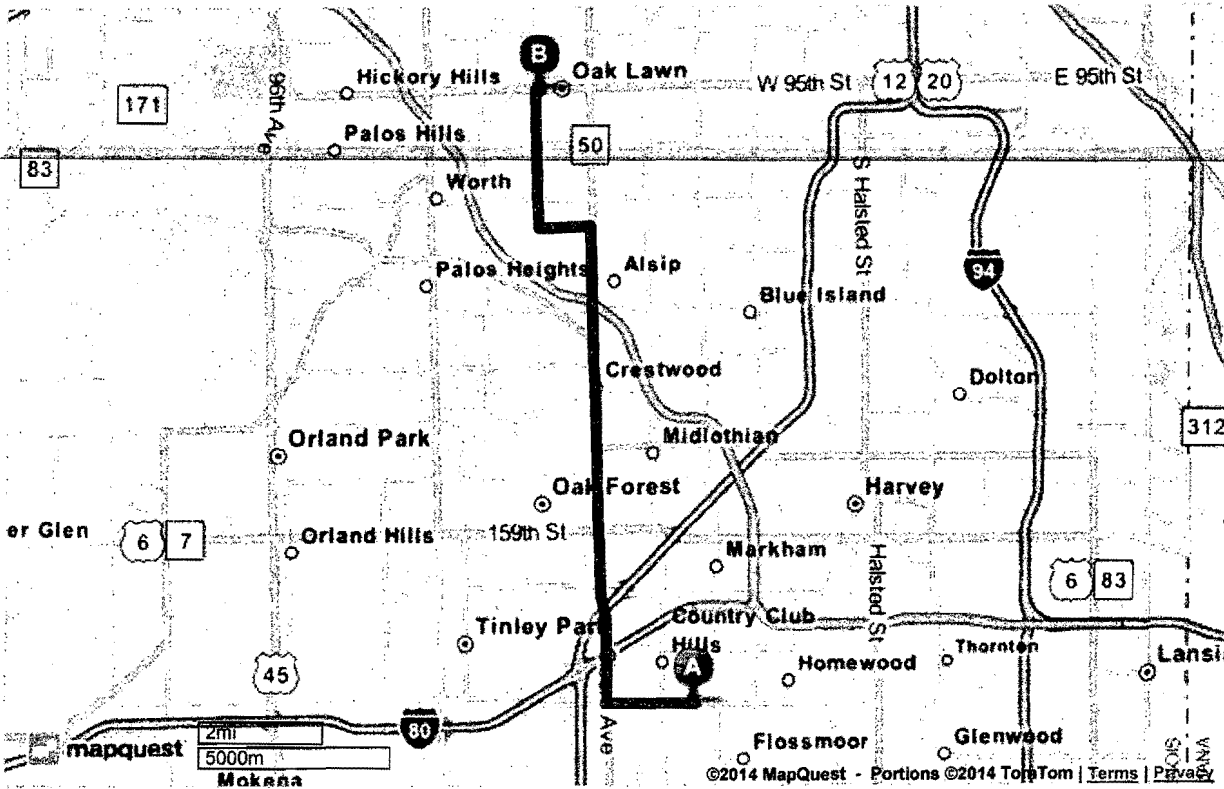 B
Oak Lawn
Hickory Hills
W 95th St
12
20
E 95th St
171
96th Ave
50
Palos Hills
83
Worth
S Halsted St
Palos Heights
Alsip
94
Blue Island
Crestwood
Dolton
312
Orland Park
Midlothian
Oak Forest
Harvey
er Glen
6
7
Orland Hills
159th St
Markham
Halsted St
6
83
Tinley Park
Country Club
Hills
A
Homewood
Thornton
Lansi
45
80
mapquest
2mi
5000m
Mokena
Ave
Flossmoor
Glenwood
©2014 MapQuest - Portions ©2014 TomTom | Terms | Privacy